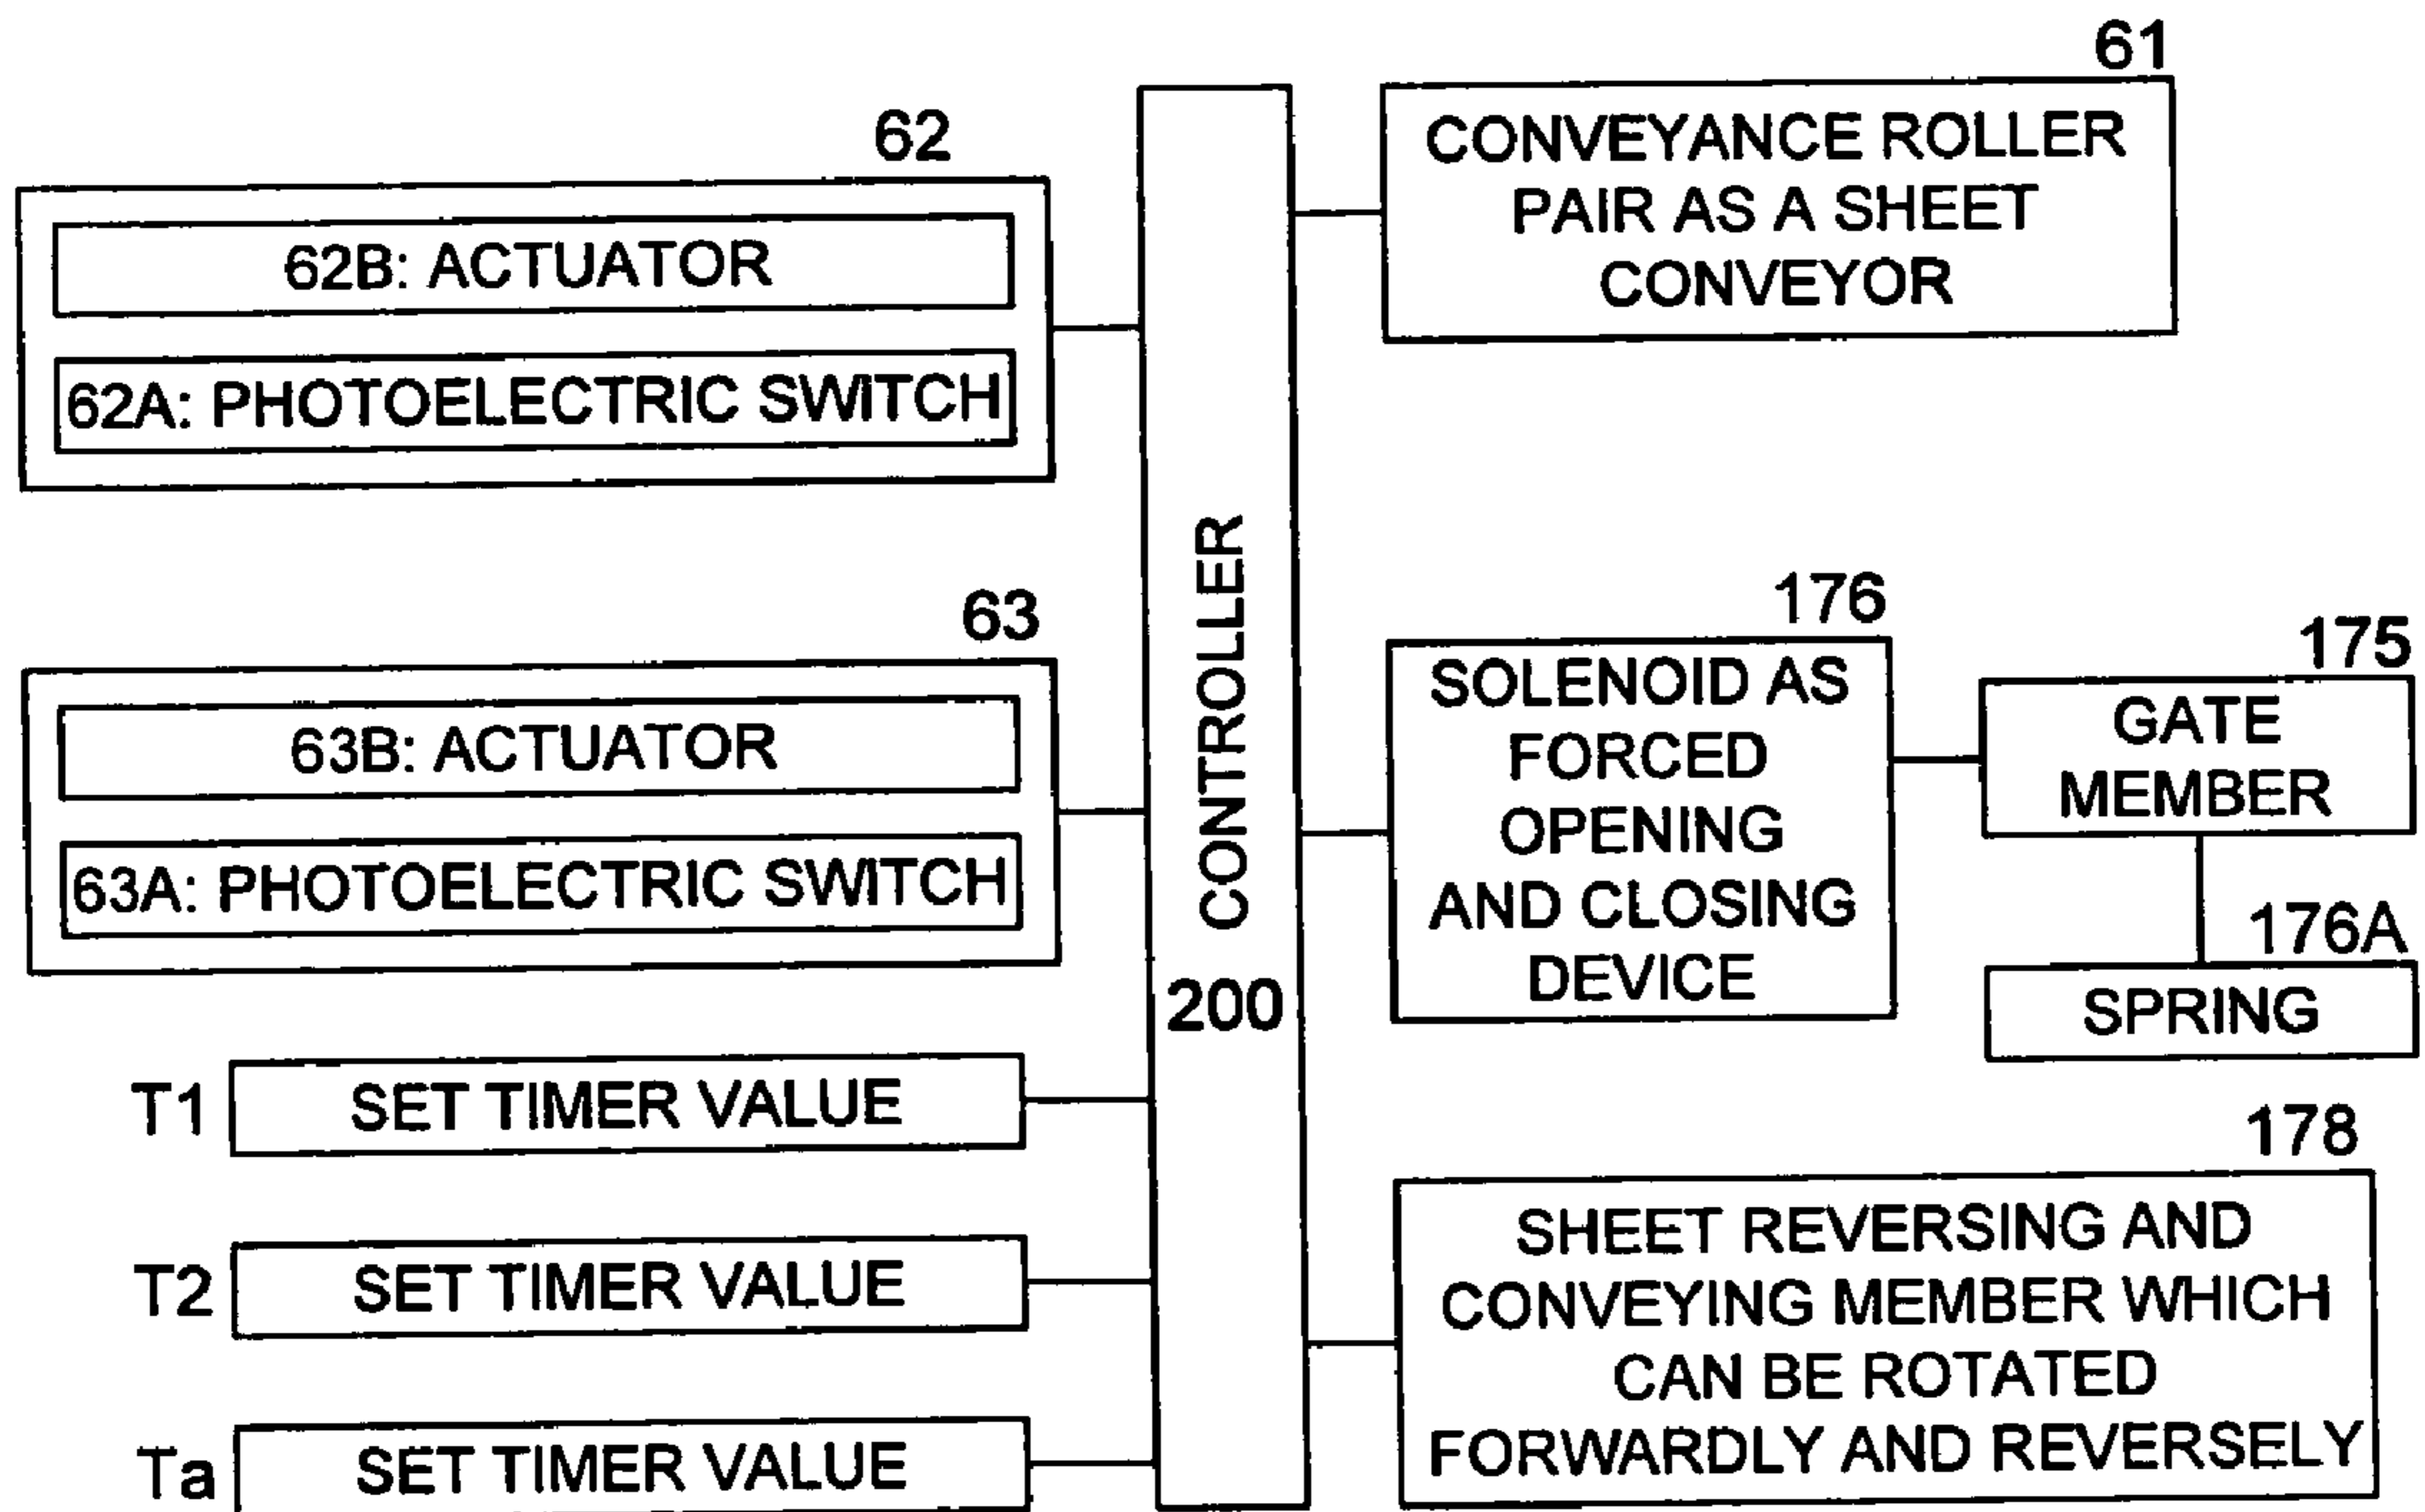 62
62B: ACTUATOR
62A: PHOTOELECTRIC SWITCH
63
63B: ACTUATOR
63A: PHOTOELECTRIC SWITCH
T1 SET TIMER VALUE
T2 SET TIMER VALUE
Ta SET TIMER VALUE
CONTROLLER
200
61
CONVEYANCE ROLLER
PAIR AS A SHEET
CONVEYOR
176
SOLENOID AS
FORCED
OPENING
AND CLOSING
DEVICE
175
GATE
MEMBER
176A
SPRING
178
SHEET REVERSING AND
CONVEYING MEMBER WHICH
CAN BE ROTATED
FORWARDLY AND REVERSELY